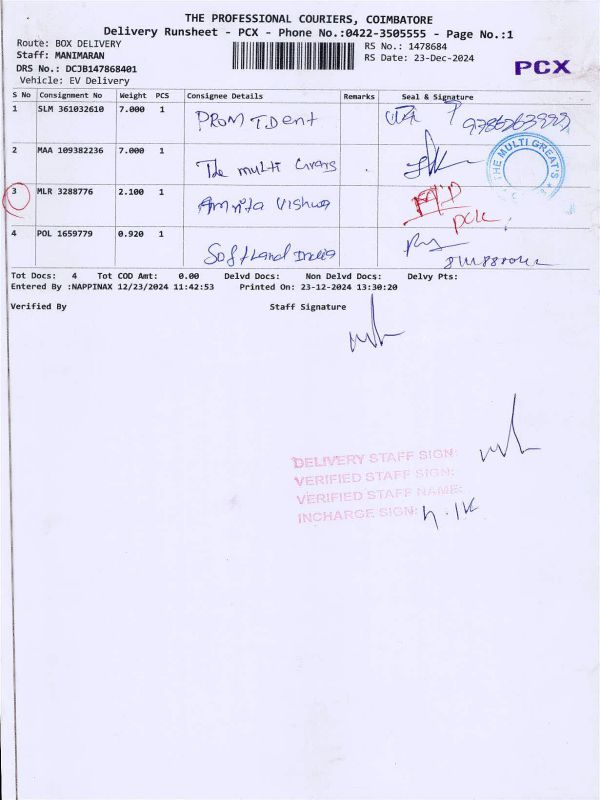 THE PROFESSIONAL COURIERS, COIMBATORE
Delivery Runsheet - PCX - Phone No.:0422-3505555 - Page No.:1
Route: BOX DELIVERY
RS No.: 1478684
Staff: MANIMARAN
RS Date: 23-Dec-2024
DRS No.: DCJB147868401
PCX
Vehicle: EV Delivery
S No Consignment No Weight PCS Consignee Details Remarks Seal & Signature
1 SLM 361032610 7.000 1 PROMTDent
2 MAA 109382236 7.000 1 The multi
THE MULTI GREAT'S
3 MLR 3288776 2.100 1 Amrita Vishwa
4 POL 1659779 0.920 1 Softland India
Tot Docs: 4 Tot COD Amt: 0.00 Delvd Docs: Non Delvd Docs: Delvy Pts:
Entered By :NAPPINAX 12/23/2024 11:42:53 Printed On: 23-12-2024 13:30:20
Verified By Staff Signature
DELIVERY STAFF SIGN:
VERIFIED STAFF SIGN:
VERIFIED STAFF NAME:
INCHARGE SIGN: